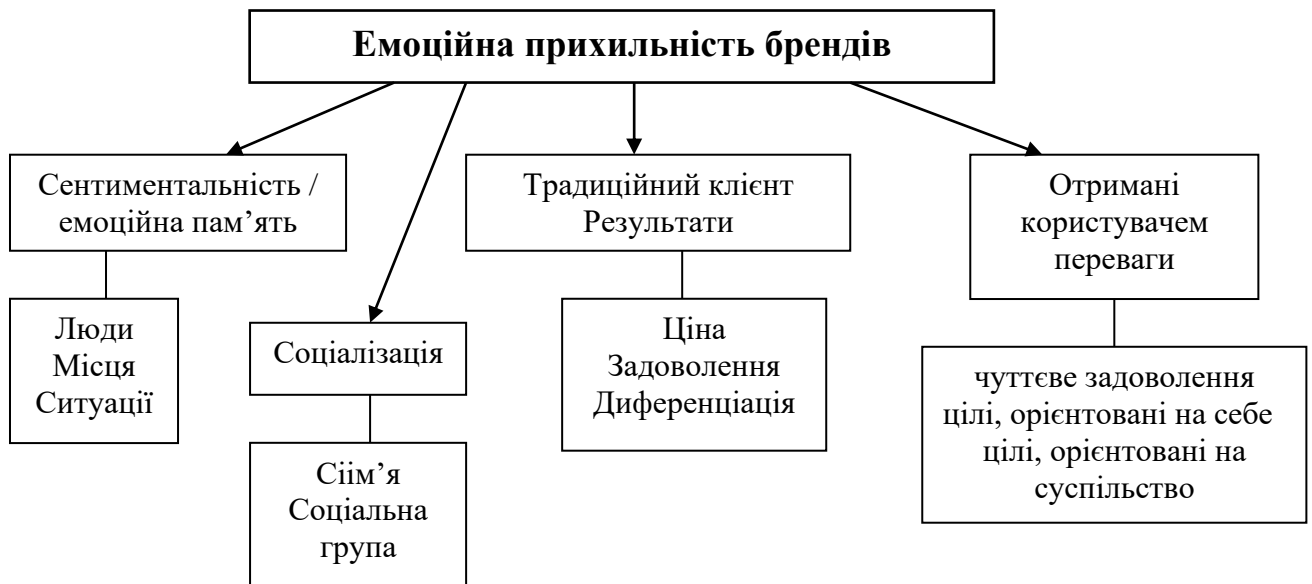 Емоційна прихильність брендів
Сентиментальність /
емоційна пам’ять
Традиційний клієнт
Результати
Отримані
користувачем
переваги
Люди
Місця
Ситуації
Соціалізація
Ціна
Задоволення
Диференціація
чуттєве задоволення
цілі, орієнтовані на себе
цілі, орієнтовані на
суспільство
Сіім’я
Соціальна
група